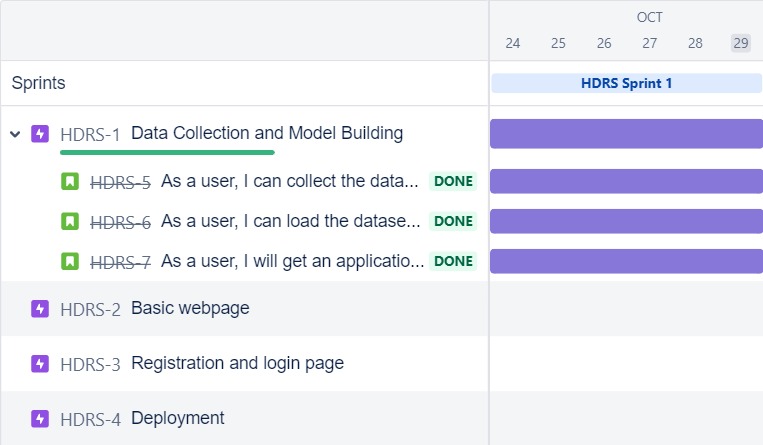 OCT
24 25 26 27 28 29
Sprints
HDRS Sprint 1
HDRS-1 Data Collection and Model Building
HDRS-5 As a user, I can collect the data... DONE
HDRS-6 As a user, I can load the datase... DONE
HDRS-7 As a user, I will get an applicatio... DONE
HDRS-2 Basic webpage
HDRS-3 Registration and login page
HDRS-4 Deployment